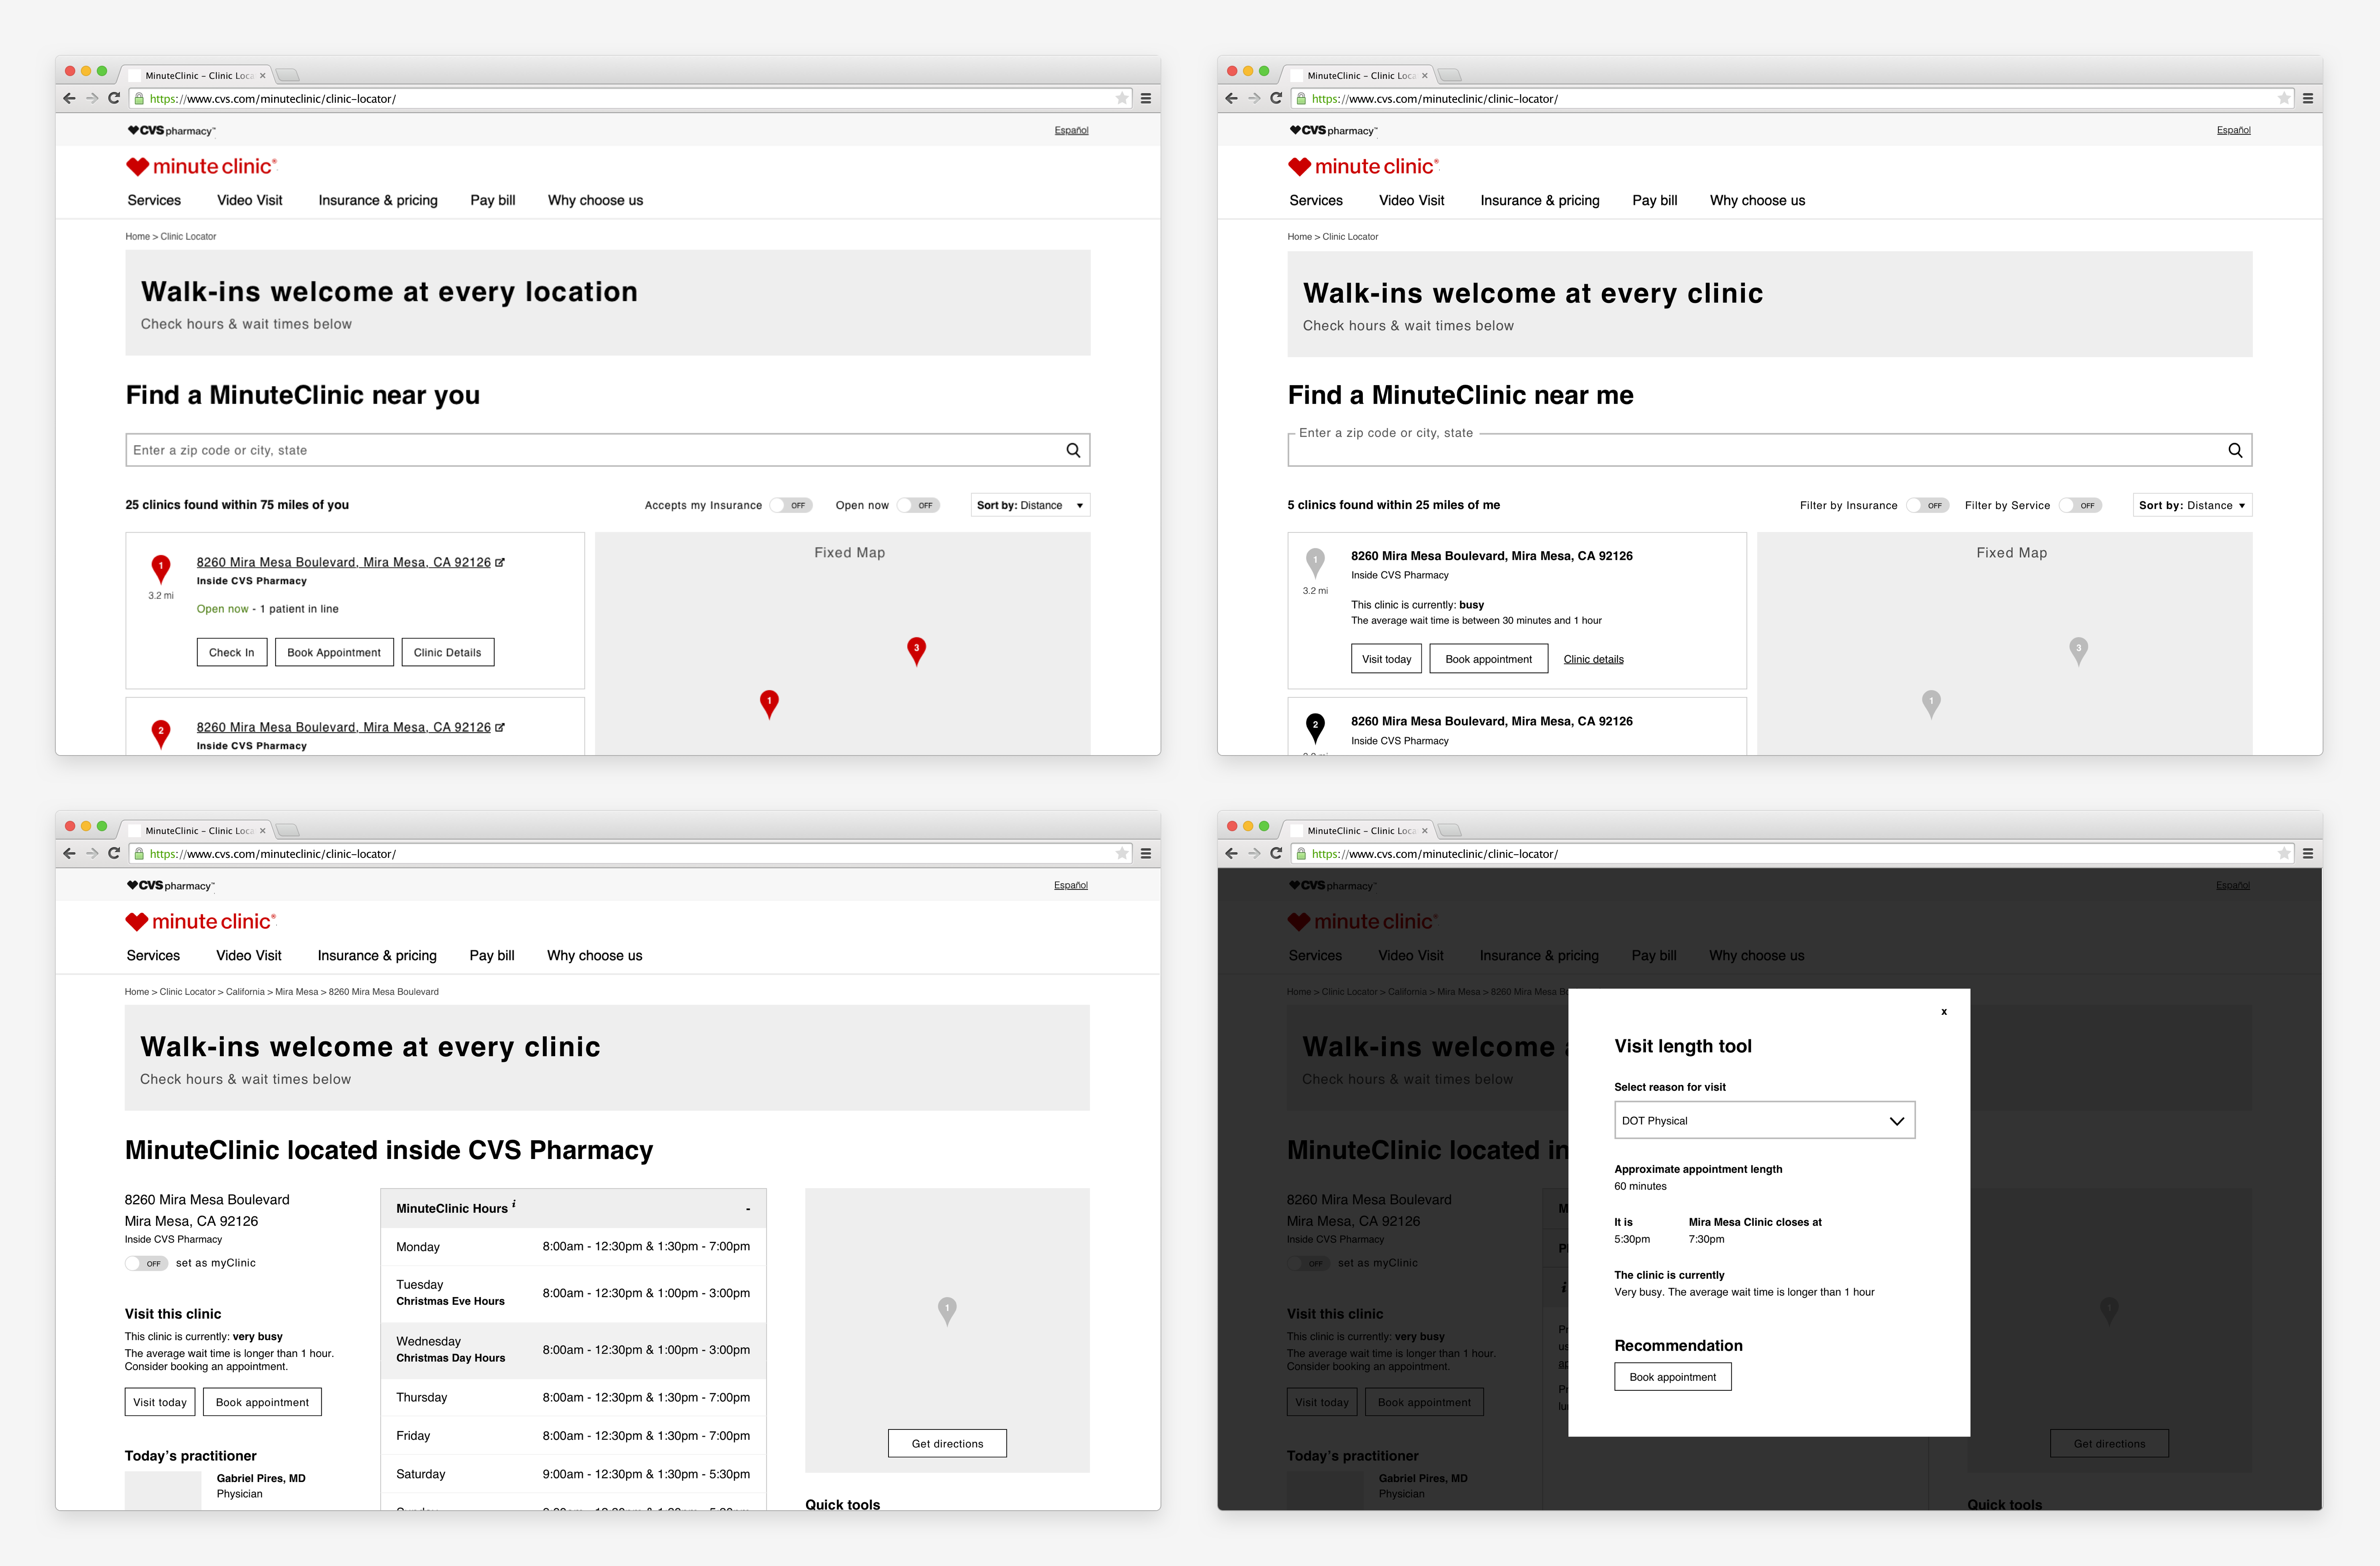 MinuteClinic – Clinic Loca
https://www.cvs.com/minuteclinic/clinic-locator/
CVS pharmacy™
Español
minute clinic®
Services Video Visit Insurance & pricing Pay bill Why choose us
Home > Clinic Locator
Walk-ins welcome at every location
Check hours & wait times below
Find a MinuteClinic near you
Enter a zip code or city, state
25 clinics found within 75 miles of you
Accepts my Insurance OFF Open now OFF Sort by: Distance
1
3.2 mi
8260 Mira Mesa Boulevard, Mira Mesa, CA 92126
Inside CVS Pharmacy
Open now - 1 patient in line
Check In Book Appointment Clinic Details
2
8260 Mira Mesa Boulevard, Mira Mesa, CA 92126
Inside CVS Pharmacy
Fixed Map
3
1
MinuteClinic – Clinic Loca
https://www.cvs.com/minuteclinic/clinic-locator/
CVS pharmacy™
Español
minute clinic®
Services Video Visit Insurance & pricing Pay bill Why choose us
Home > Clinic Locator
Walk-ins welcome at every clinic
Check hours & wait times below
Find a MinuteClinic near me
Enter a zip code or city, state
5 clinics found within 25 miles of me
Filter by Insurance OFF Filter by Service OFF Sort by: Distance
1
3.2 mi
8260 Mira Mesa Boulevard, Mira Mesa, CA 92126
Inside CVS Pharmacy
This clinic is currently: busy
The average wait time is between 30 minutes and 1 hour
Visit today Book appointment Clinic details
2
8260 Mira Mesa Boulevard, Mira Mesa, CA 92126
Inside CVS Pharmacy
Fixed Map
3
1
MinuteClinic – Clinic Loca
https://www.cvs.com/minuteclinic/clinic-locator/
CVS pharmacy™
Español
minute clinic®
Services Video Visit Insurance & pricing Pay bill Why choose us
Home > Clinic Locator > California > Mira Mesa > 8260 Mira Mesa Boulevard
Walk-ins welcome at every clinic
Check hours & wait times below
MinuteClinic located inside CVS Pharmacy
8260 Mira Mesa Boulevard
Mira Mesa, CA 92126
Inside CVS Pharmacy
OFF set as myClinic
Visit this clinic
This clinic is currently: very busy
The average wait time is longer than 1 hour.
Consider booking an appointment.
Visit today Book appointment
Today's practitioner
Gabriel Pires, MD
Physician
MinuteClinic Hours i -
Monday 8:00am - 12:30pm & 1:30pm - 7:00pm
Tuesday
Christmas Eve Hours
8:00am - 12:30pm & 1:00pm - 3:00pm
Wednesday
Christmas Day Hours
8:00am - 12:30pm & 1:00pm - 3:00pm
Thursday 8:00am - 12:30pm & 1:30pm - 7:00pm
Friday 8:00am - 12:30pm & 1:30pm - 7:00pm
Saturday 9:00am - 12:30pm & 1:30pm - 5:30pm
1
Get directions
Quick tools
MinuteClinic – Clinic Loca
https://www.cvs.com/minuteclinic/clinic-locator/
CVS pharmacy™
Español
minute clinic®
Services Video Visit Insurance & pricing Pay bill Why choose us
Home > Clinic Locator > California > Mira Mesa > 8260 Mira Mesa
Walk-ins welcome
Check hours & wait times below
MinuteClinic located in
8260 Mira Mesa Boulevard
Mira Mesa, CA 92126
Inside CVS Pharmacy
OFF set as myClinic
Visit this clinic
This clinic is currently: very busy
The average wait time is longer than 1 hour.
Consider booking an appointment.
Visit today Book appointment
Today's practitioner
Gabriel Pires, MD
Physician
x
Visit length tool
Select reason for visit
DOT Physical
Approximate appointment length
60 minutes
It is
5:30pm
Mira Mesa Clinic closes at
7:30pm
The clinic is currently
Very busy. The average wait time is longer than 1 hour
Recommendation
Book appointment
1
Get directions
Quick tools